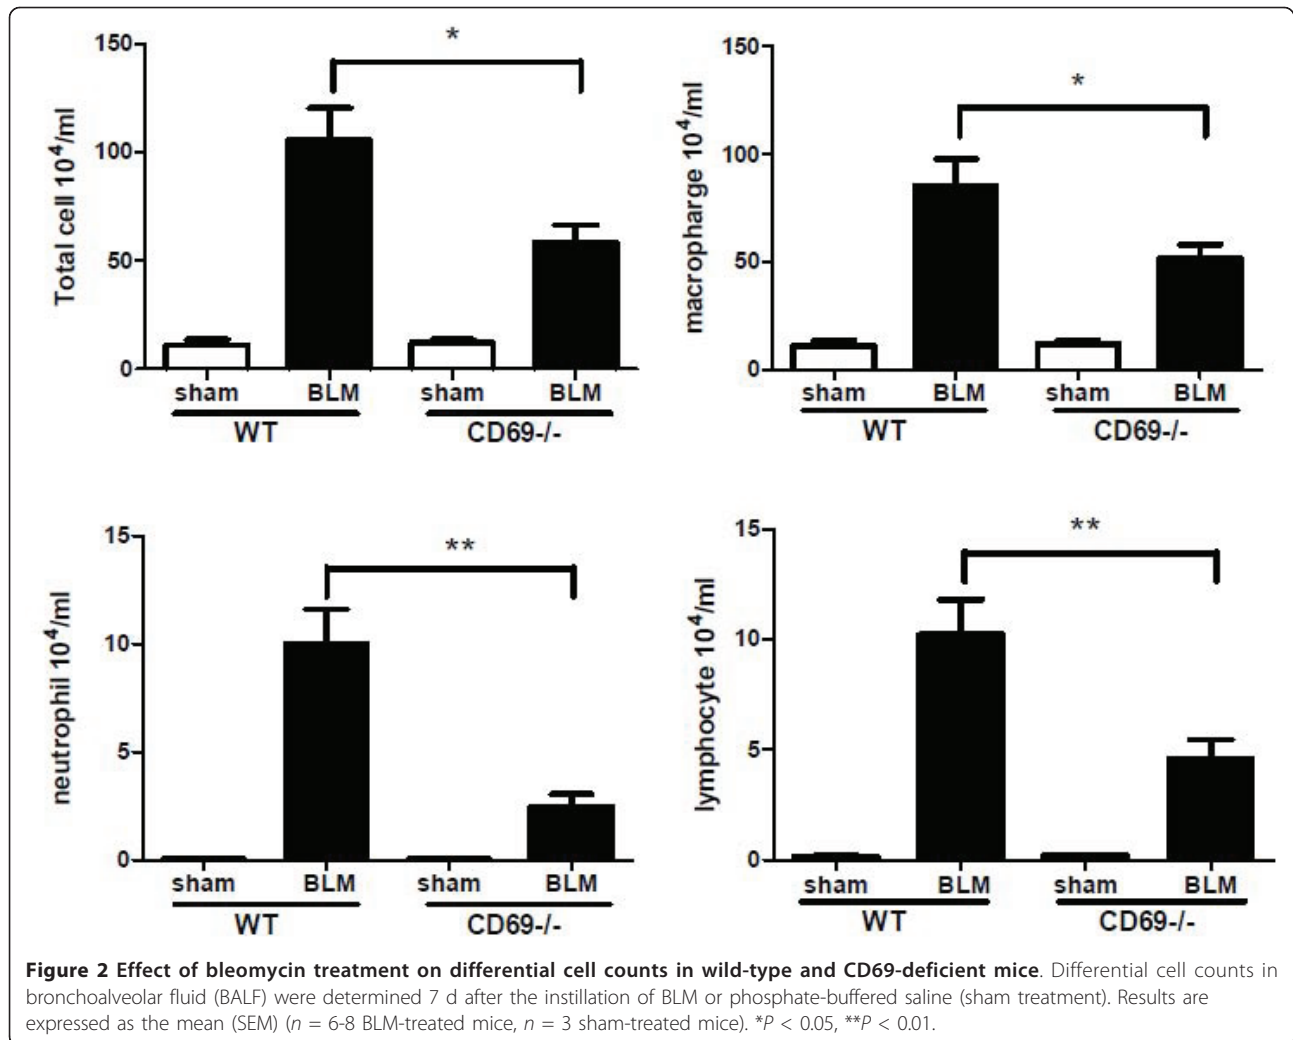 150
100
50
0
Total cell 10⁴/ml
*
sham BLM sham BLM
WT CD69-/-
150
100
50
0
macropharge 10⁴/ml
*
sham BLM sham BLM
WT CD69-/-
15
10
5
0
neutrophil 10⁴/ml
**
sham BLM sham BLM
WT CD69-/-
15
10
5
0
lymphocyte 10⁴/ml
**
sham BLM sham BLM
WT CD69-/-
Figure 2 Effect of bleomycin treatment on differential cell counts in wild-type and CD69-deficient mice. Differential cell counts in
bronchoalveolar fluid (BALF) were determined 7 d after the instillation of BLM or phosphate-buffered saline (sham treatment). Results are
expressed as the mean (SEM) (n = 6-8 BLM-treated mice, n = 3 sham-treated mice). *P < 0.05, **P < 0.01.